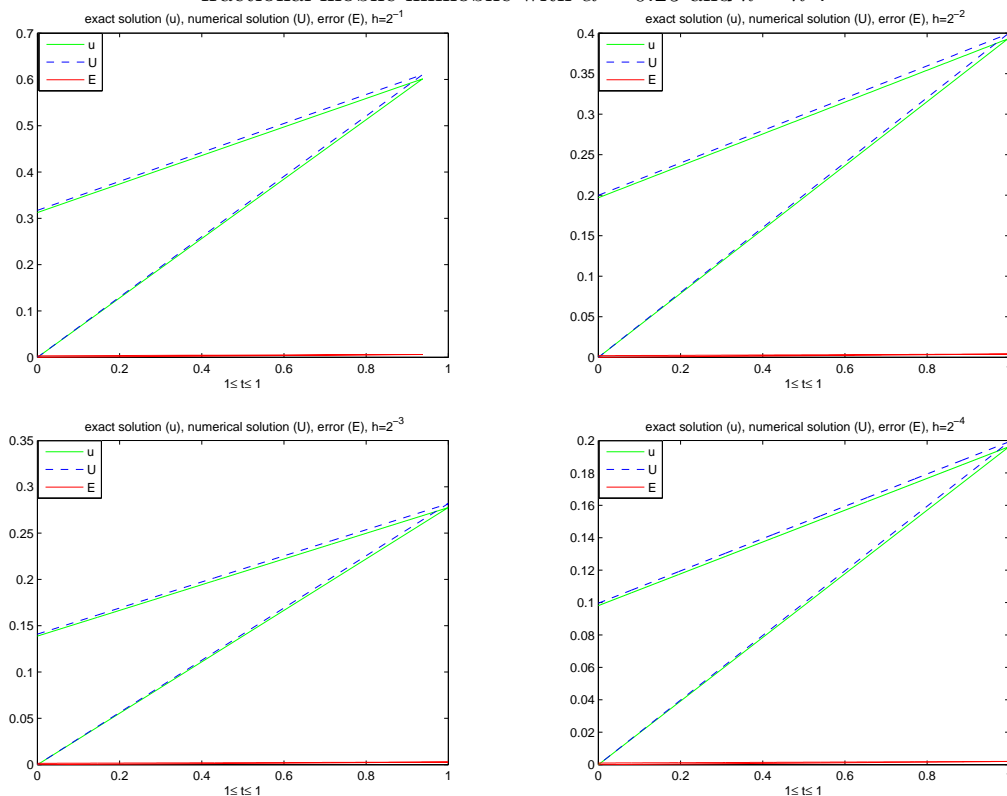 exact solution (u), numerical solution (U), error (E), h=2⁻¹
0.7
0.6
0.5
0.4
0.3
0.2
0.1
0
u
U
E
0 0.2 0.4 0.6 0.8 1
1≤ t≤ 1
exact solution (u), numerical solution (U), error (E), h=2⁻²
0.4
0.35
0.3
0.25
0.2
0.15
0.1
0.05
0
u
U
E
0 0.2 0.4 0.6 0.8
1≤ t≤ 1
exact solution (u), numerical solution (U), error (E), h=2⁻³
0.35
0.3
0.25
0.2
0.15
0.1
0.05
0
u
U
E
0 0.2 0.4 0.6 0.8 1
1≤ t≤ 1
exact solution (u), numerical solution (U), error (E), h=2⁻⁴
0.2
0.18
0.16
0.14
0.12
0.1
0.08
0.06
0.04
0.02
0
u
U
E
0 0.2 0.4 0.6 0.8
1≤ t≤ 1